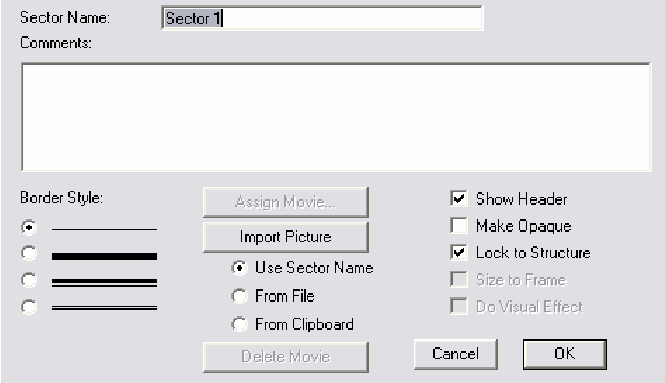 Sector Name: Sector 1
Comments:
Border Style:
Assign Movie...
Import Picture
Use Sector Name
From File
From Clipboard
Delete Movie
Show Header
Make Opaque
Lock to Structure
Size to Frame
Do Visual Effect
Cancel
OK